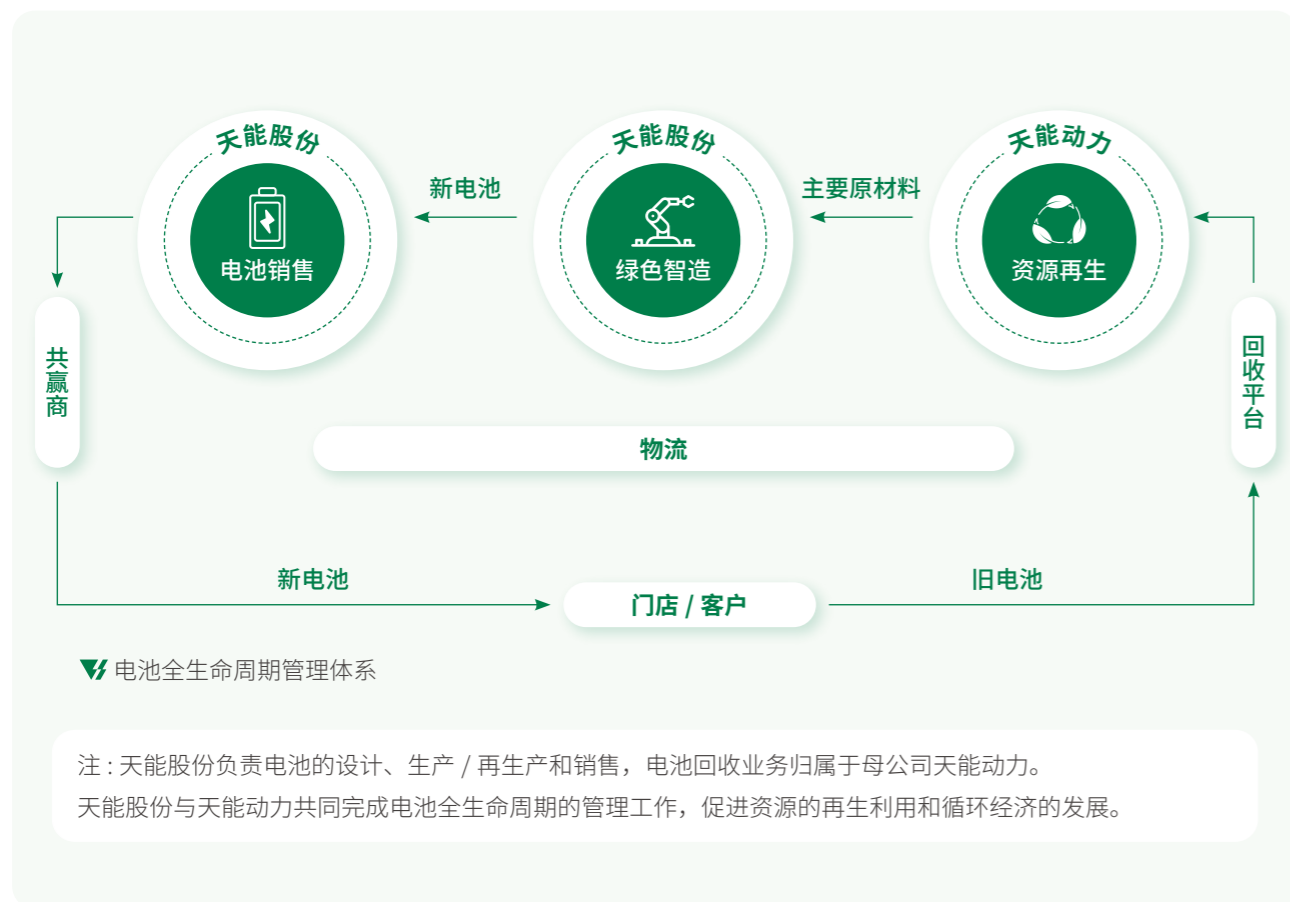 天能股份
天能股份
天能动力
新电池
主要原材料
电池销售
绿色智造
资源再生
共赢商
回收平台
物流
新电池
旧电池
门店 / 客户
电池全生命周期管理体系
注 : 天能股份负责电池的设计、生产 / 再生产和销售，电池回收业务归属于母公司天能动力。
天能股份与天能动力共同完成电池全生命周期的管理工作，促进资源的再生利用和循环经济的发展。